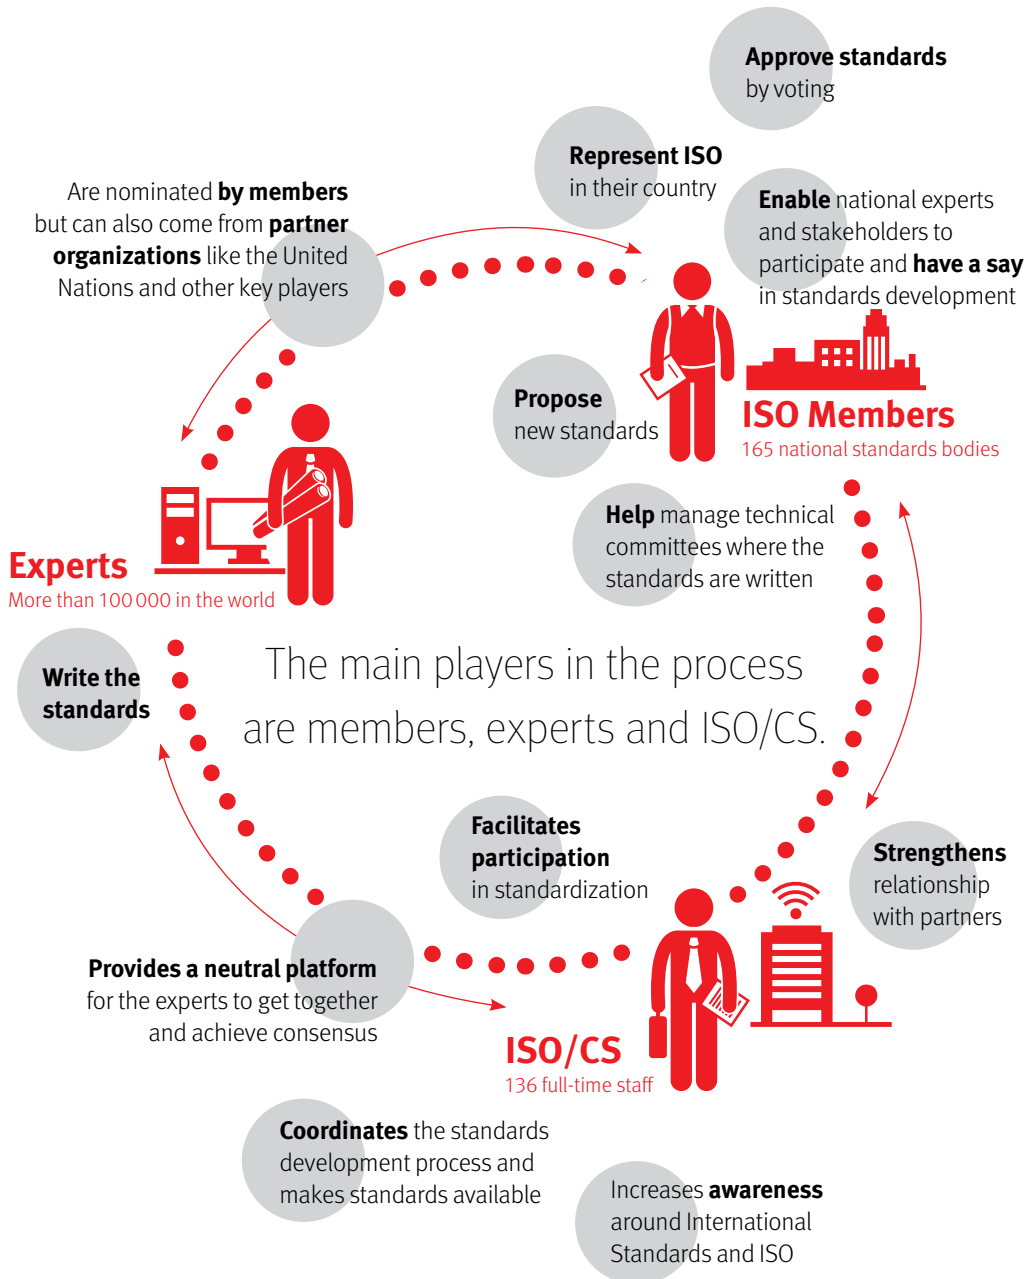 Approve standards
by voting
Represent ISO
in their country
Enable national experts
and stakeholders to
participate and have a say
in standards development
Are nominated by members
but can also come from partner
organizations like the United
Nations and other key players
Propose
new standards
ISO Members
165 national standards bodies
Help manage technical
committees where the
standards are written
Experts
More than 100 000 in the world
Write the
standards
The main players in the process
are members, experts and ISO/CS.
Facilitates
participation
in standardization
Strengthens
relationship
with partners
Provides a neutral platform
for the experts to get together
and achieve consensus
ISO/CS
136 full-time staff
Coordinates the standards
development process and
makes standards available
Increases awareness
around International
Standards and ISO